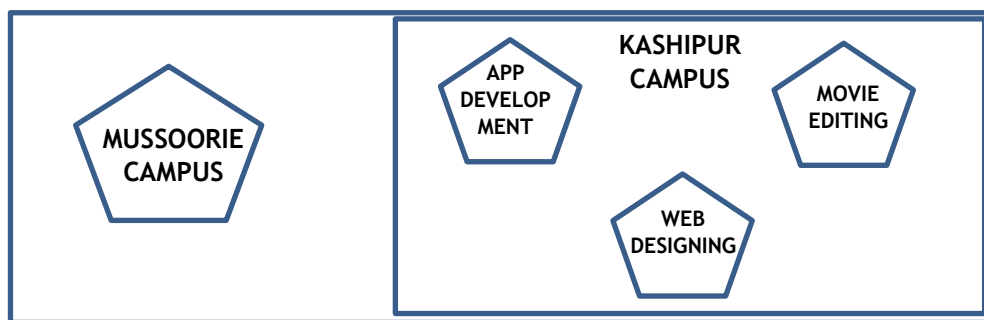 MUSSOORIE
CAMPUS
KASHIPUR
CAMPUS
APP
DEVELOP
MENT
MOVIE
EDITING
WEB
DESIGNING